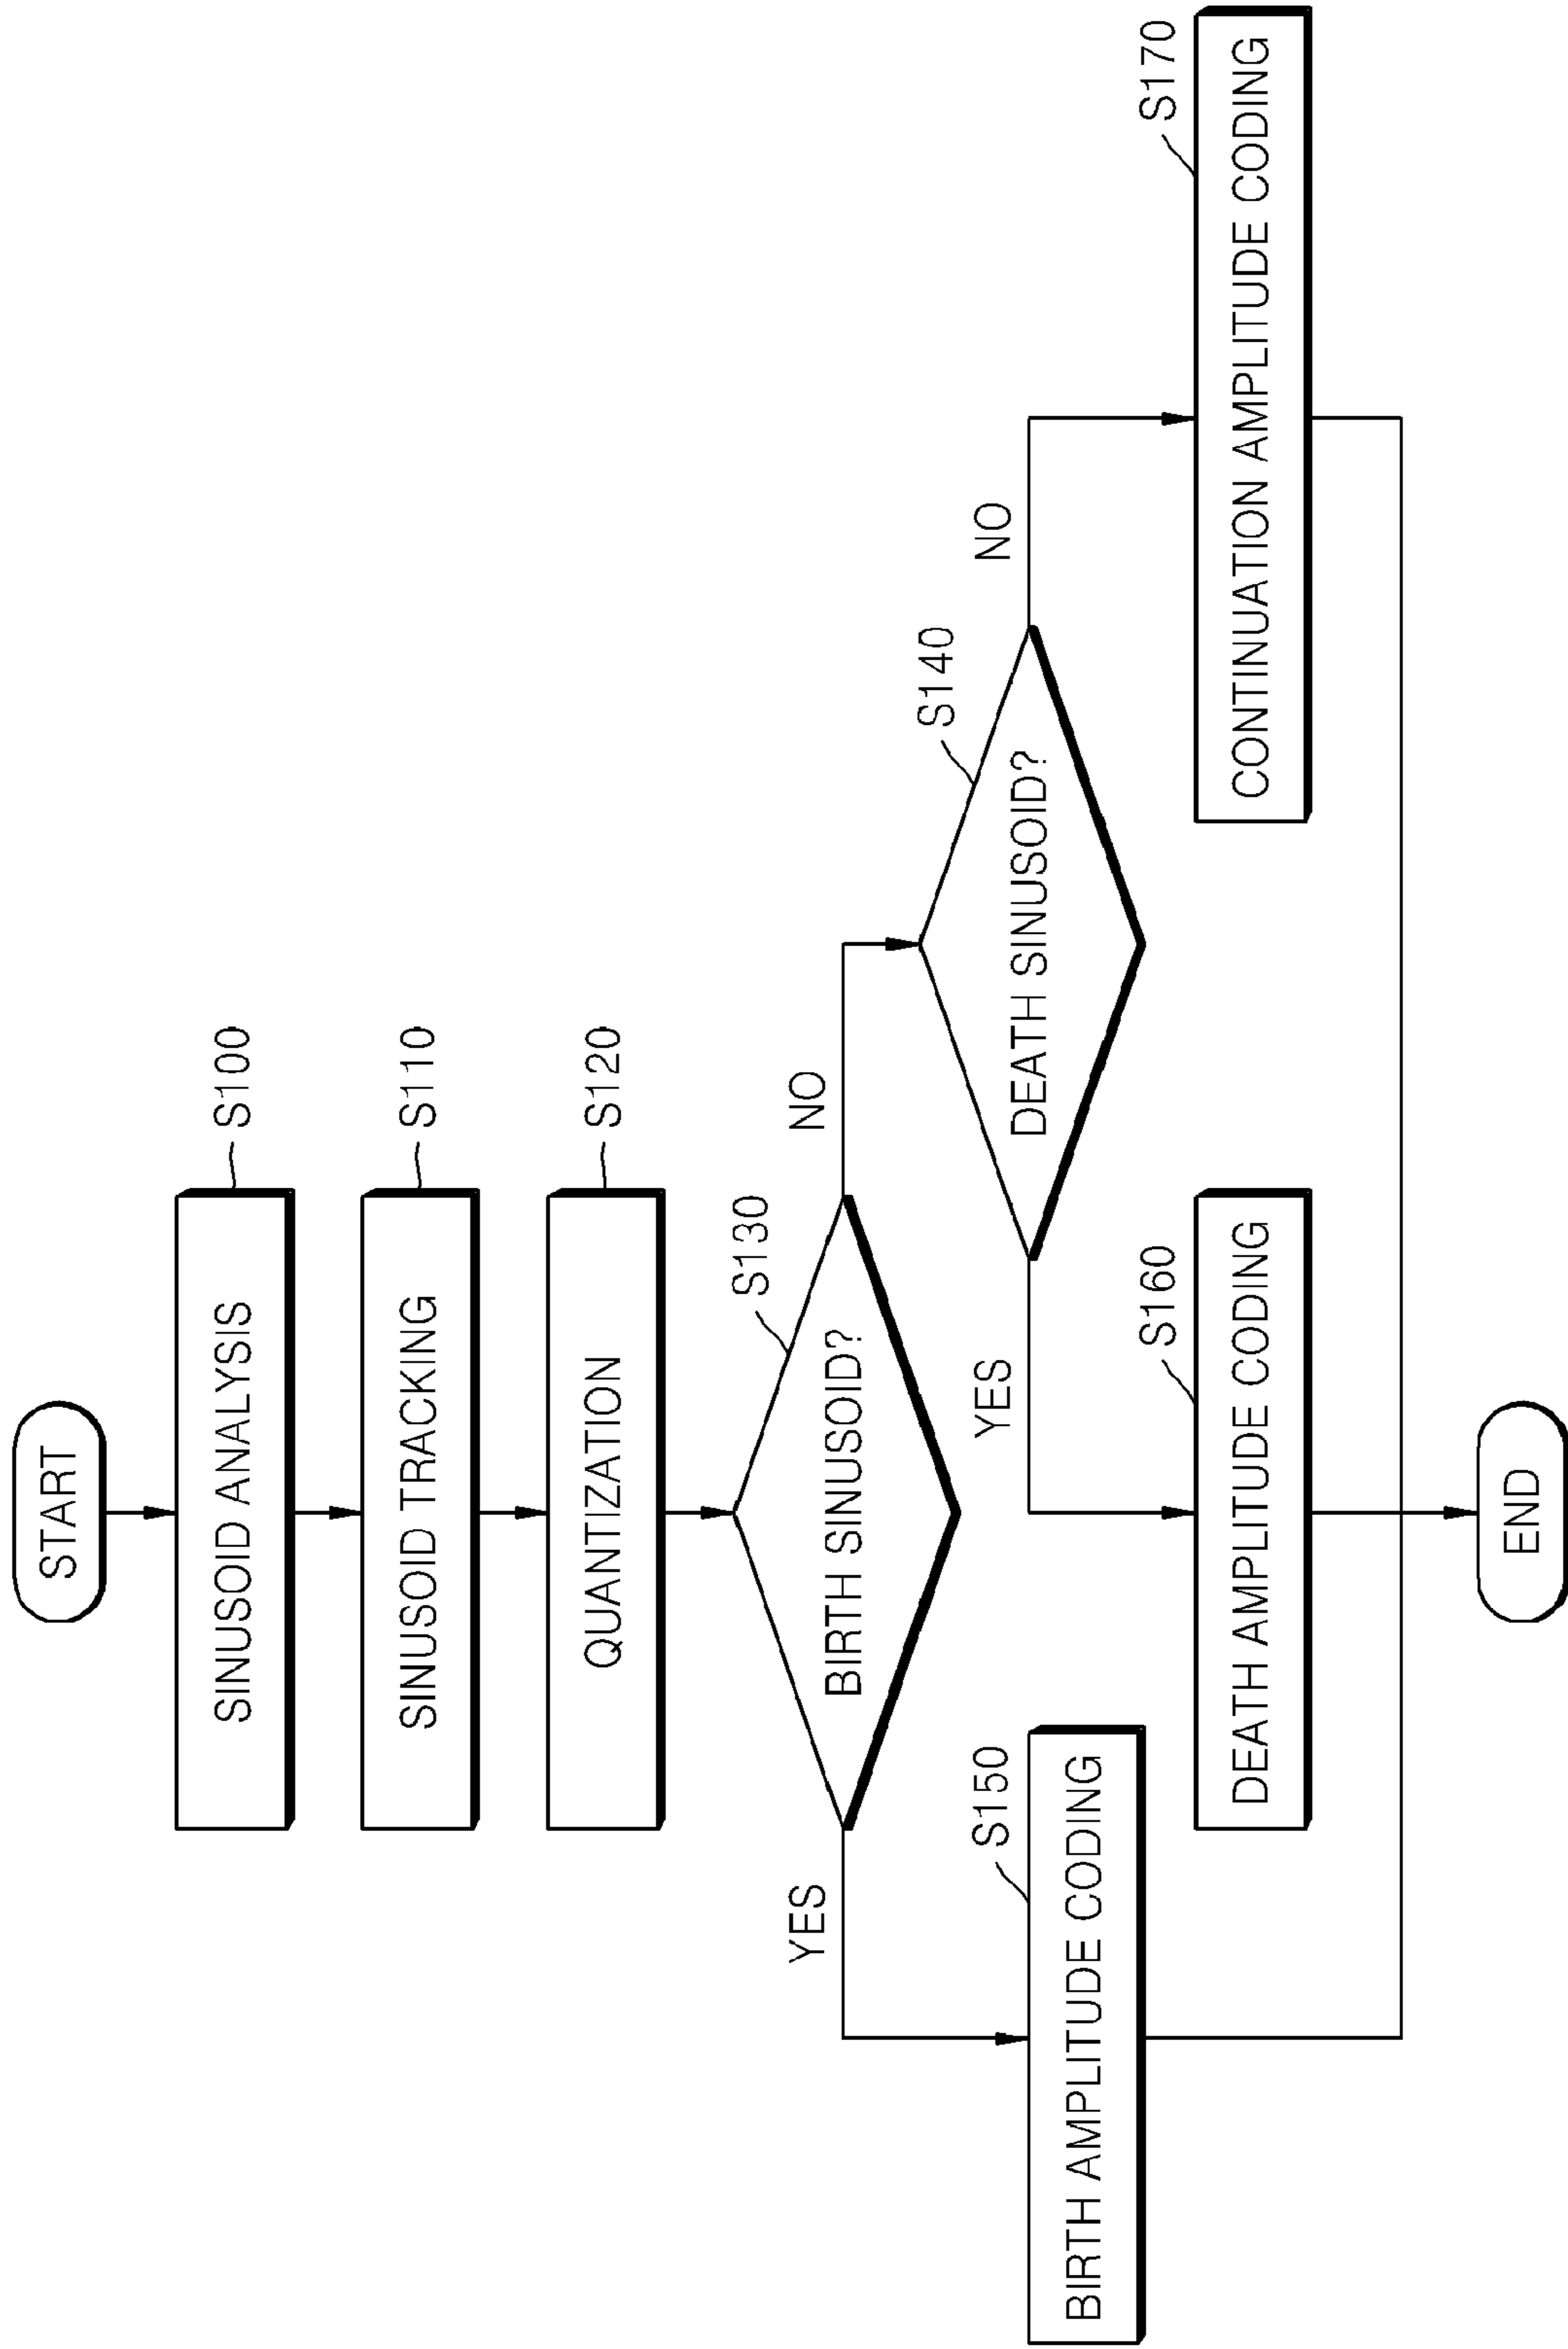 START
SINUSOID ANALYSIS
S100
SINUSOID TRACKING
S110
QUANTIZATION
S120
S130
BIRTH SINUSOID?
YES
NO
S140
DEATH SINUSOID?
YES
NO
S150
BIRTH AMPLITUDE CODING
S160
DEATH AMPLITUDE CODING
S170
CONTINUATION AMPLITUDE CODING
END